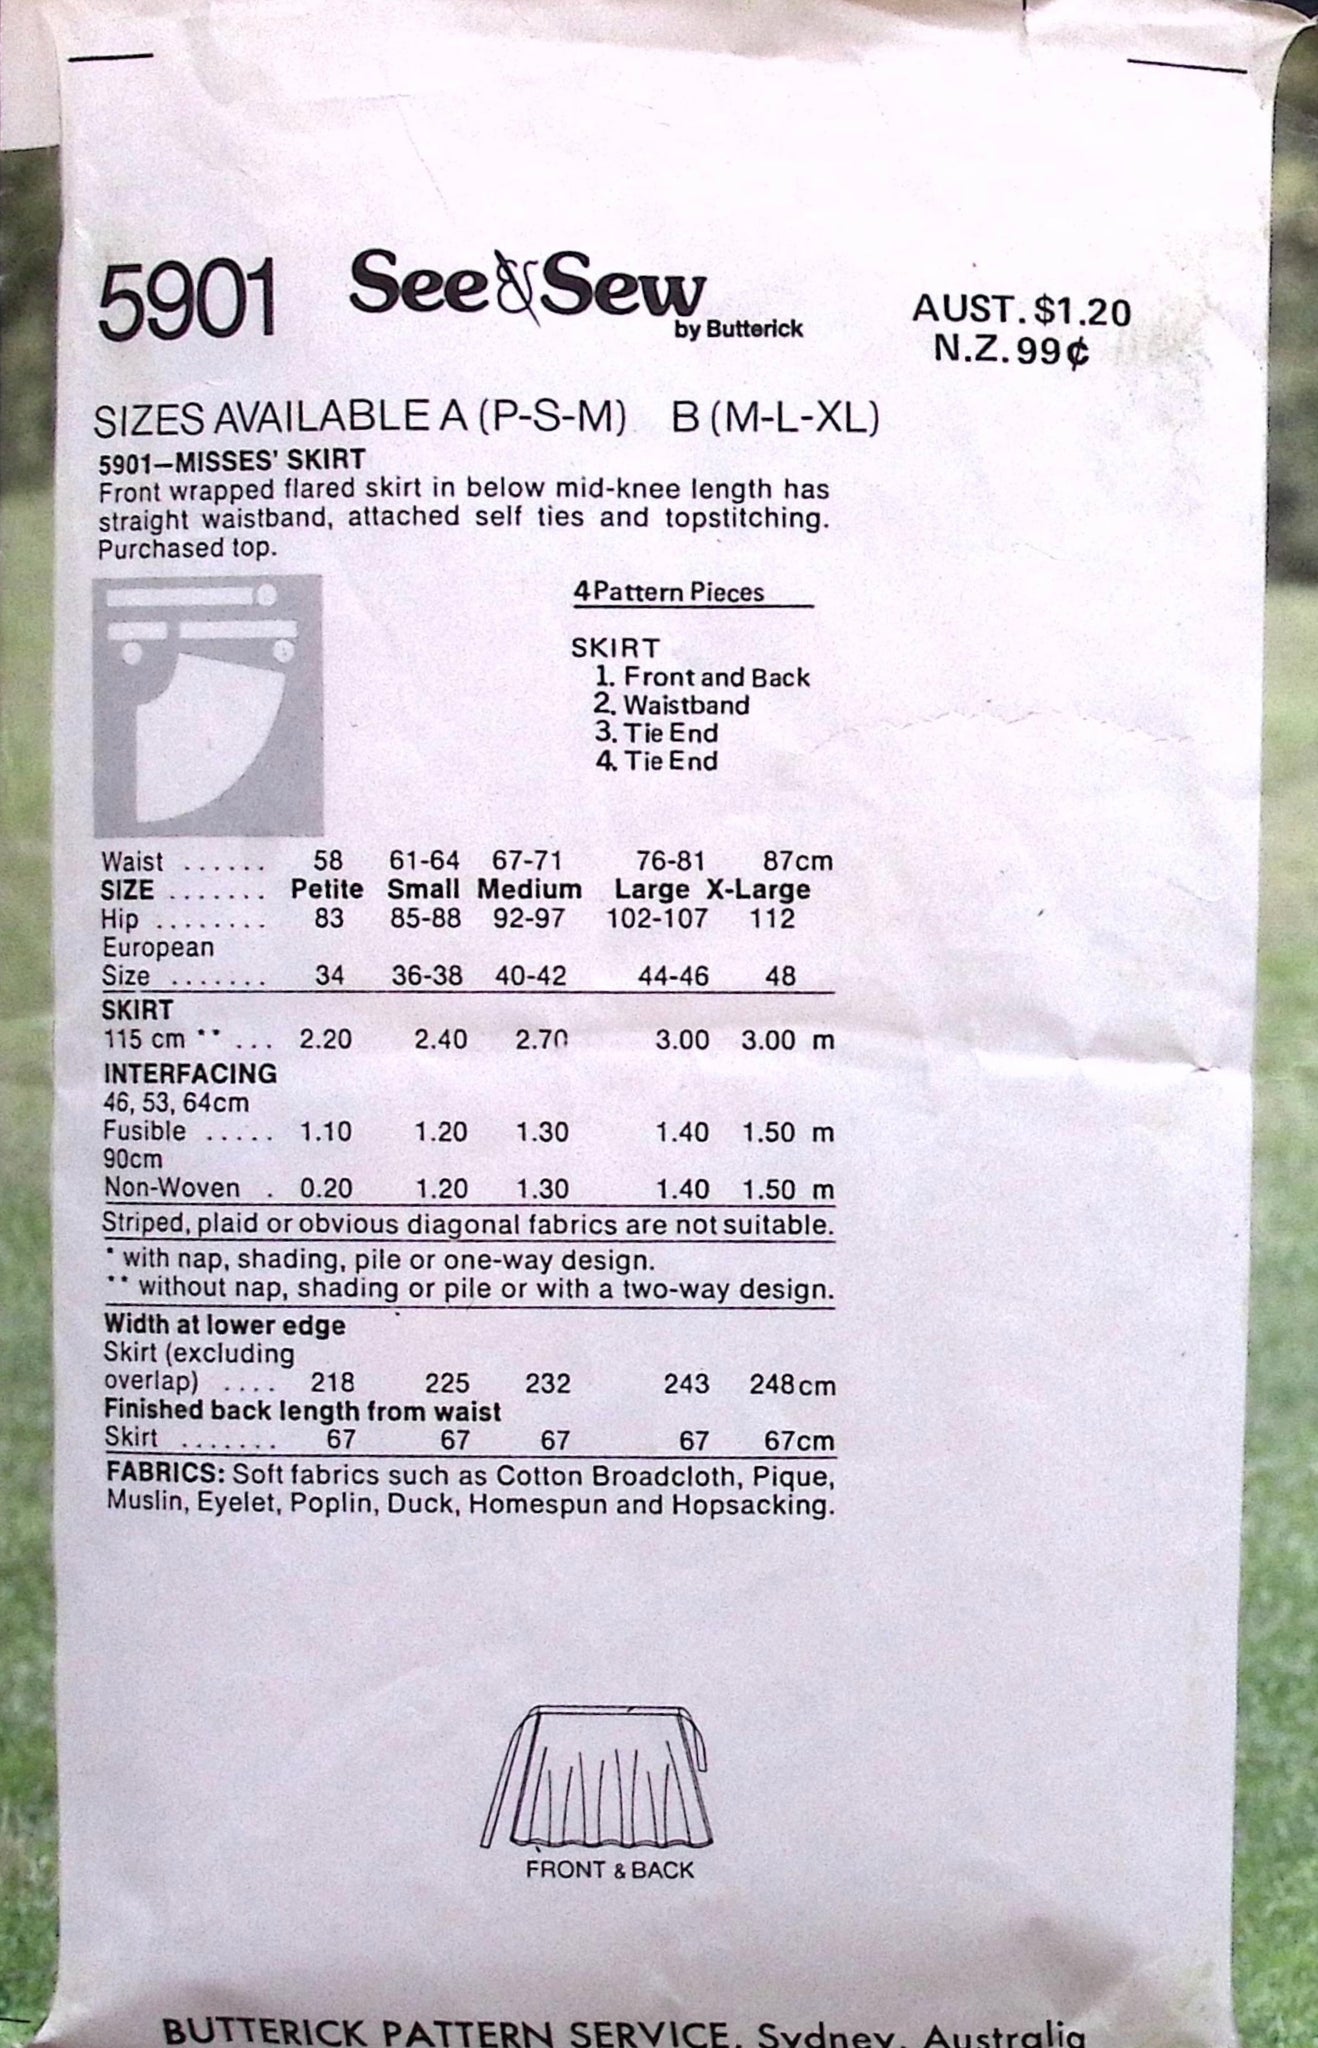 5901 See & Sew
by Butterick
AUST. $1.20
N.Z. 99¢
SIZES AVAILABLE A (P-S-M) B (M-L-XL)
5901—MISSES' SKIRT
Front wrapped flared skirt in below mid-knee length has
straight waistband, attached self ties and topstitching.
Purchased top.
4 Pattern Pieces
SKIRT
1. Front and Back
2. Waistband
3. Tie End
4. Tie End
Waist ...... 58 61-64 67-71 76-81 87cm
SIZE ....... Petite Small Medium Large X-Large
Hip ........ 83 85-88 92-97 102-107 112
European
Size ....... 34 36-38 40-42 44-46 48
SKIRT
115 cm ** ... 2.20 2.40 2.70 3.00 3.00 m
INTERFACING
46, 53, 64cm
Fusible ..... 1.10 1.20 1.30 1.40 1.50 m
90cm
Non-Woven . 0.20 1.20 1.30 1.40 1.50 m
Striped, plaid or obvious diagonal fabrics are not suitable.
* with nap, shading, pile or one-way design.
** without nap, shading or pile or with a two-way design.
Width at lower edge
Skirt (excluding
overlap) .... 218 225 232 243 248cm
Finished back length from waist
Skirt ....... 67 67 67 67 67cm
FABRICS: Soft fabrics such as Cotton Broadcloth, Pique,
Muslin, Eyelet, Poplin, Duck, Homespun and Hopsacking.
FRONT & BACK
BUTTERICK PATTERN SERVICE, Sydney, Australia